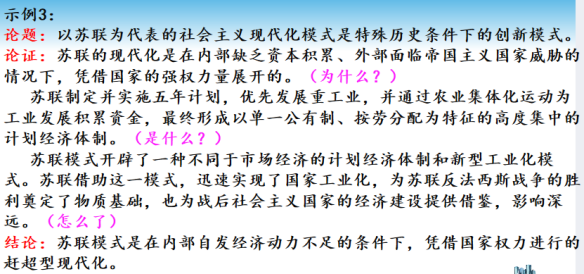 示例3：
论题：以苏联为代表的社会主义现代化模式是特殊历史条件下的创新模式。
论证：苏联的现代化是在内部缺乏资本积累、外部面临帝国主义国家威胁的
情况下，凭借国家的强权力量展开的。（为什么？）
苏联制定并实施五年计划，优先发展重工业，并通过农业集体化运动为
工业发展积累资金，最终形成以单一公有制、按劳分配为特征的高度集中的
计划经济体制。（是什么？）
苏联模式开辟了一种不同于市场经济的计划经济体制和新型工业化模
式。苏联借助这一模式，迅速实现了国家工业化，为苏联反法西斯战争的胜
利奠定了物质基础，也为战后社会主义国家的经济建设提供借鉴，影响深
远。（怎么了）
结论：苏联模式是在内部自发经济动力不足的条件下，凭借国家权力进行的
赶超型现代化。